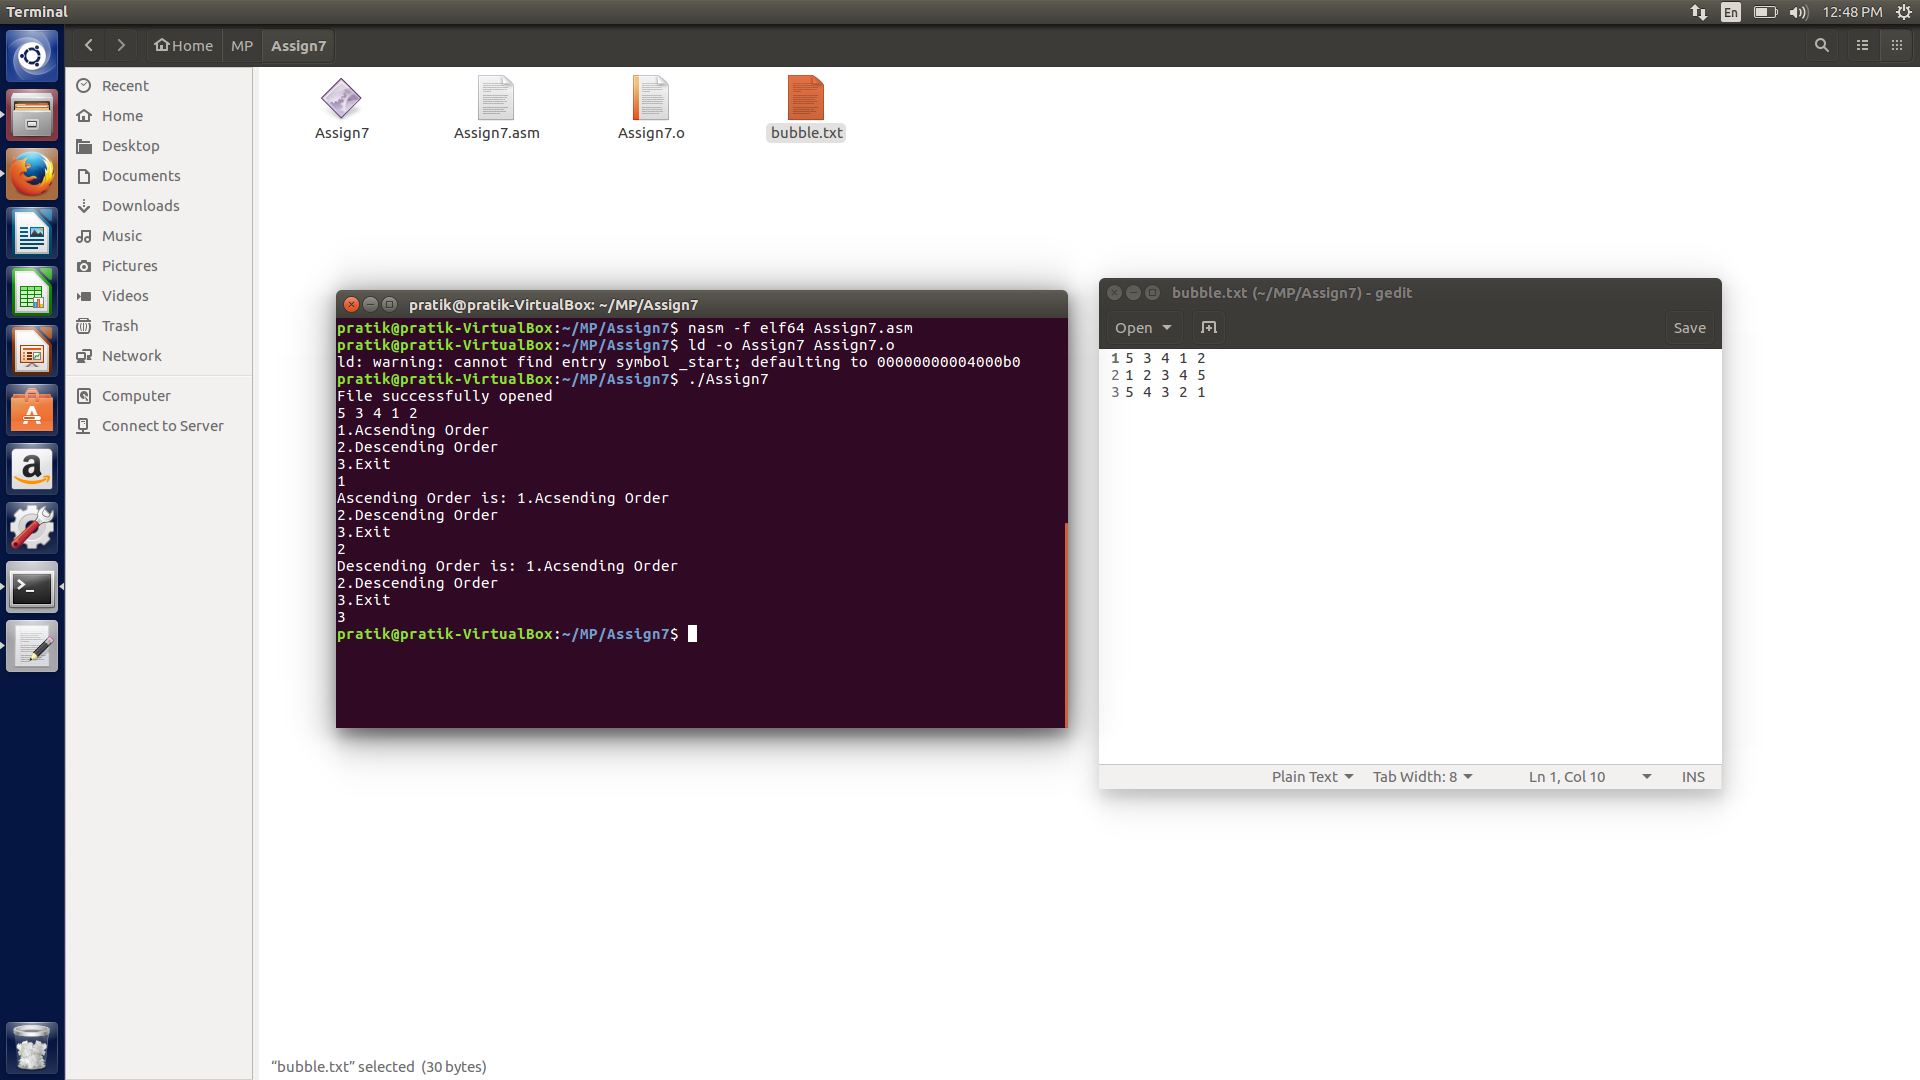 Terminal
En
12:48 PM
Home MP Assign7
Recent
Home
Desktop
Documents
Downloads
Music
Pictures
Videos
Trash
Network
Computer
Connect to Server
Assign7 Assign7.asm Assign7.o bubble.txt
pratik@pratik-VirtualBox: ~/MP/Assign7
pratik@pratik-VirtualBox:~/MP/Assign7$ nasm -f elf64 Assign7.asm
pratik@pratik-VirtualBox:~/MP/Assign7$ ld -o Assign7 Assign7.o
ld: warning: cannot find entry symbol _start; defaulting to 00000000004000b0
pratik@pratik-VirtualBox:~/MP/Assign7$ ./Assign7
File successfully opened
5 3 4 1 2
1.Acsending Order
2.Descending Order
3.Exit
1
Ascending Order is: 1.Acsending Order
2.Descending Order
3.Exit
2
Descending Order is: 1.Acsending Order
2.Descending Order
3.Exit
3
pratik@pratik-VirtualBox:~/MP/Assign7$
bubble.txt (~/MP/Assign7) - gedit
Open Save
1 5 3 4 1 2
2 1 2 3 4 5
3 5 4 3 2 1
Plain Text Tab Width: 8 Ln 1, Col 10 INS
“bubble.txt” selected (30 bytes)